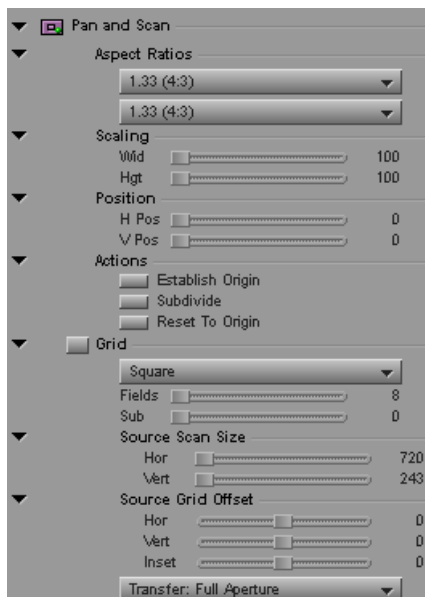 Pan and Scan
Aspect Ratios
1.33 (4:3)
1.33 (4:3)
Scaling
Wid 100
Hgt 100
Position
H Pos 0
V Pos 0
Actions
Establish Origin
Subdivide
Reset To Origin
Grid
Square
Fields 8
Sub 0
Source Scan Size
Hor 720
Vert 243
Source Grid Offset
Hor 0
Vert 0
Inset 0
Transfer: Full Aperture